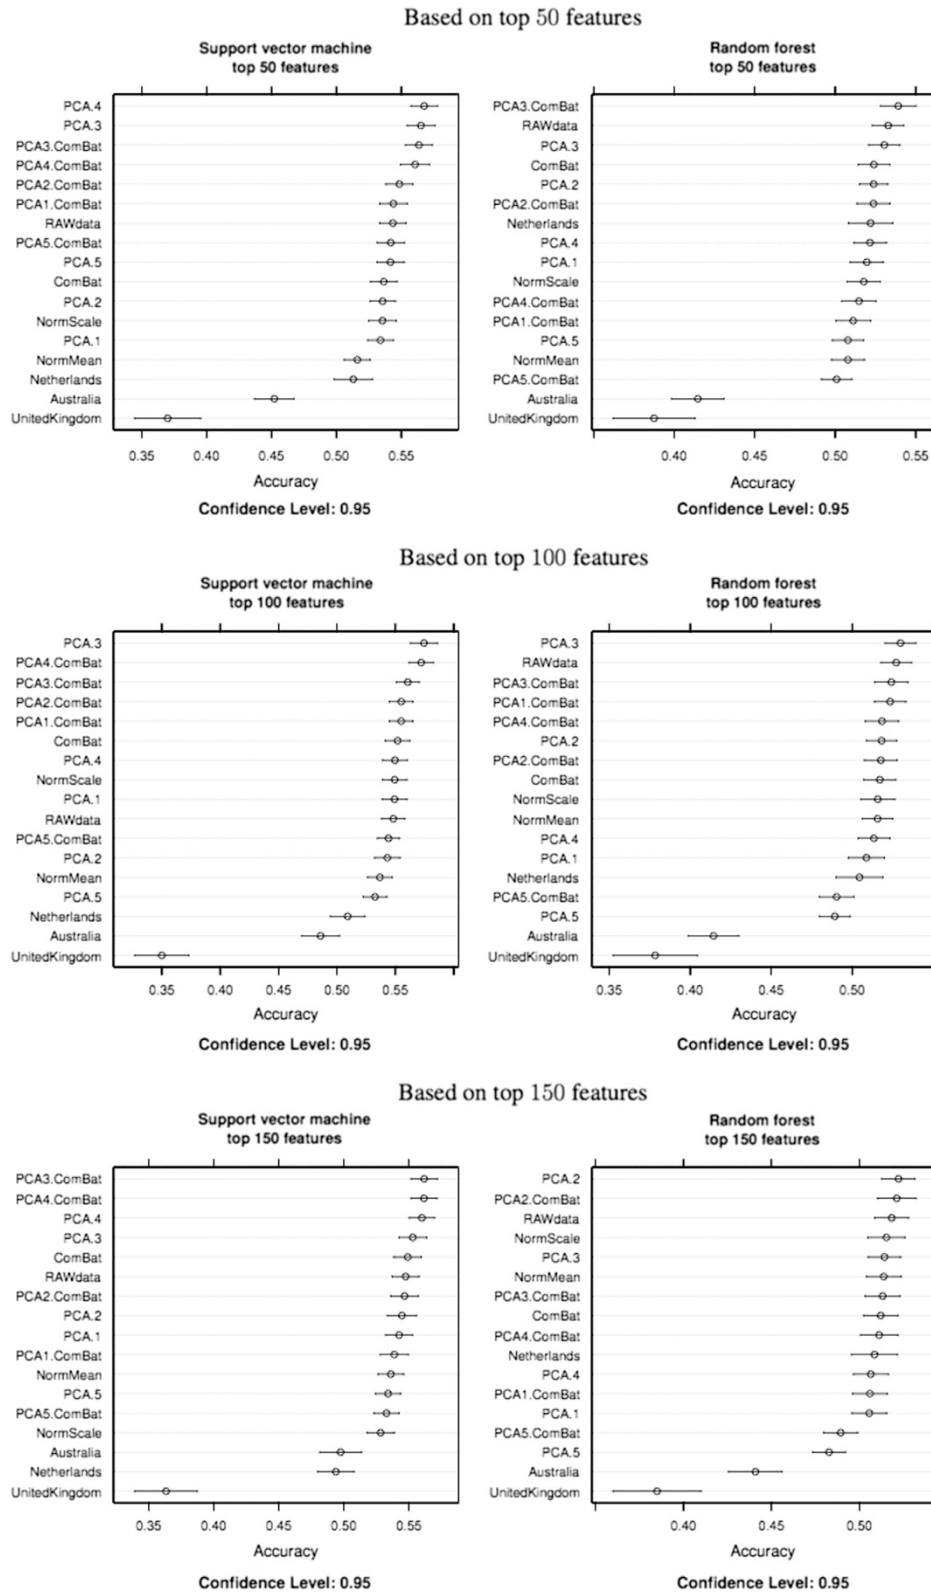 Based on top 50 features
Support vector machine
top 50 features
PCA.4
PCA.3
PCA3.ComBat
PCA4.ComBat
PCA2.ComBat
PCA1.ComBat
RAWdata
PCA5.ComBat
PCA.5
ComBat
PCA.2
NormScale
PCA.1
NormMean
Netherlands
Australia
UnitedKingdom
0.35 0.40 0.45 0.50 0.55
Accuracy
Confidence Level: 0.95
Random forest
top 50 features
PCA3.ComBat
RAWdata
PCA.3
ComBat
PCA.2
PCA2.ComBat
Netherlands
PCA.4
PCA.1
NormScale
PCA4.ComBat
PCA1.ComBat
PCA.5
NormMean
PCA5.ComBat
Australia
UnitedKingdom
0.40 0.45 0.50 0.55
Accuracy
Confidence Level: 0.95
Based on top 100 features
Support vector machine
top 100 features
PCA.3
PCA4.ComBat
PCA3.ComBat
PCA2.ComBat
PCA1.ComBat
ComBat
PCA.4
NormScale
PCA.1
RAWdata
PCA5.ComBat
PCA.2
NormMean
PCA.5
Netherlands
Australia
UnitedKingdom
0.35 0.40 0.45 0.50 0.55
Accuracy
Confidence Level: 0.95
Random forest
top 100 features
PCA.3
RAWdata
PCA3.ComBat
PCA1.ComBat
PCA4.ComBat
PCA.2
PCA2.ComBat
ComBat
NormScale
NormMean
PCA.4
PCA.1
Netherlands
PCA5.ComBat
PCA.5
Australia
UnitedKingdom
0.35 0.40 0.45 0.50
Accuracy
Confidence Level: 0.95
Based on top 150 features
Support vector machine
top 150 features
PCA3.ComBat
PCA4.ComBat
PCA.4
PCA.3
ComBat
RAWdata
PCA2.ComBat
PCA.2
PCA.1
PCA1.ComBat
NormMean
PCA.5
PCA5.ComBat
NormScale
Australia
Netherlands
UnitedKingdom
0.35 0.40 0.45 0.50 0.55
Accuracy
Confidence Level: 0.95
Random forest
top 150 features
PCA.2
PCA2.ComBat
RAWdata
NormScale
PCA.3
NormMean
PCA3.ComBat
ComBat
PCA4.ComBat
Netherlands
PCA.4
PCA1.ComBat
PCA.1
PCA5.ComBat
PCA.5
Australia
UnitedKingdom
0.40 0.45 0.50
Accuracy
Confidence Level: 0.95